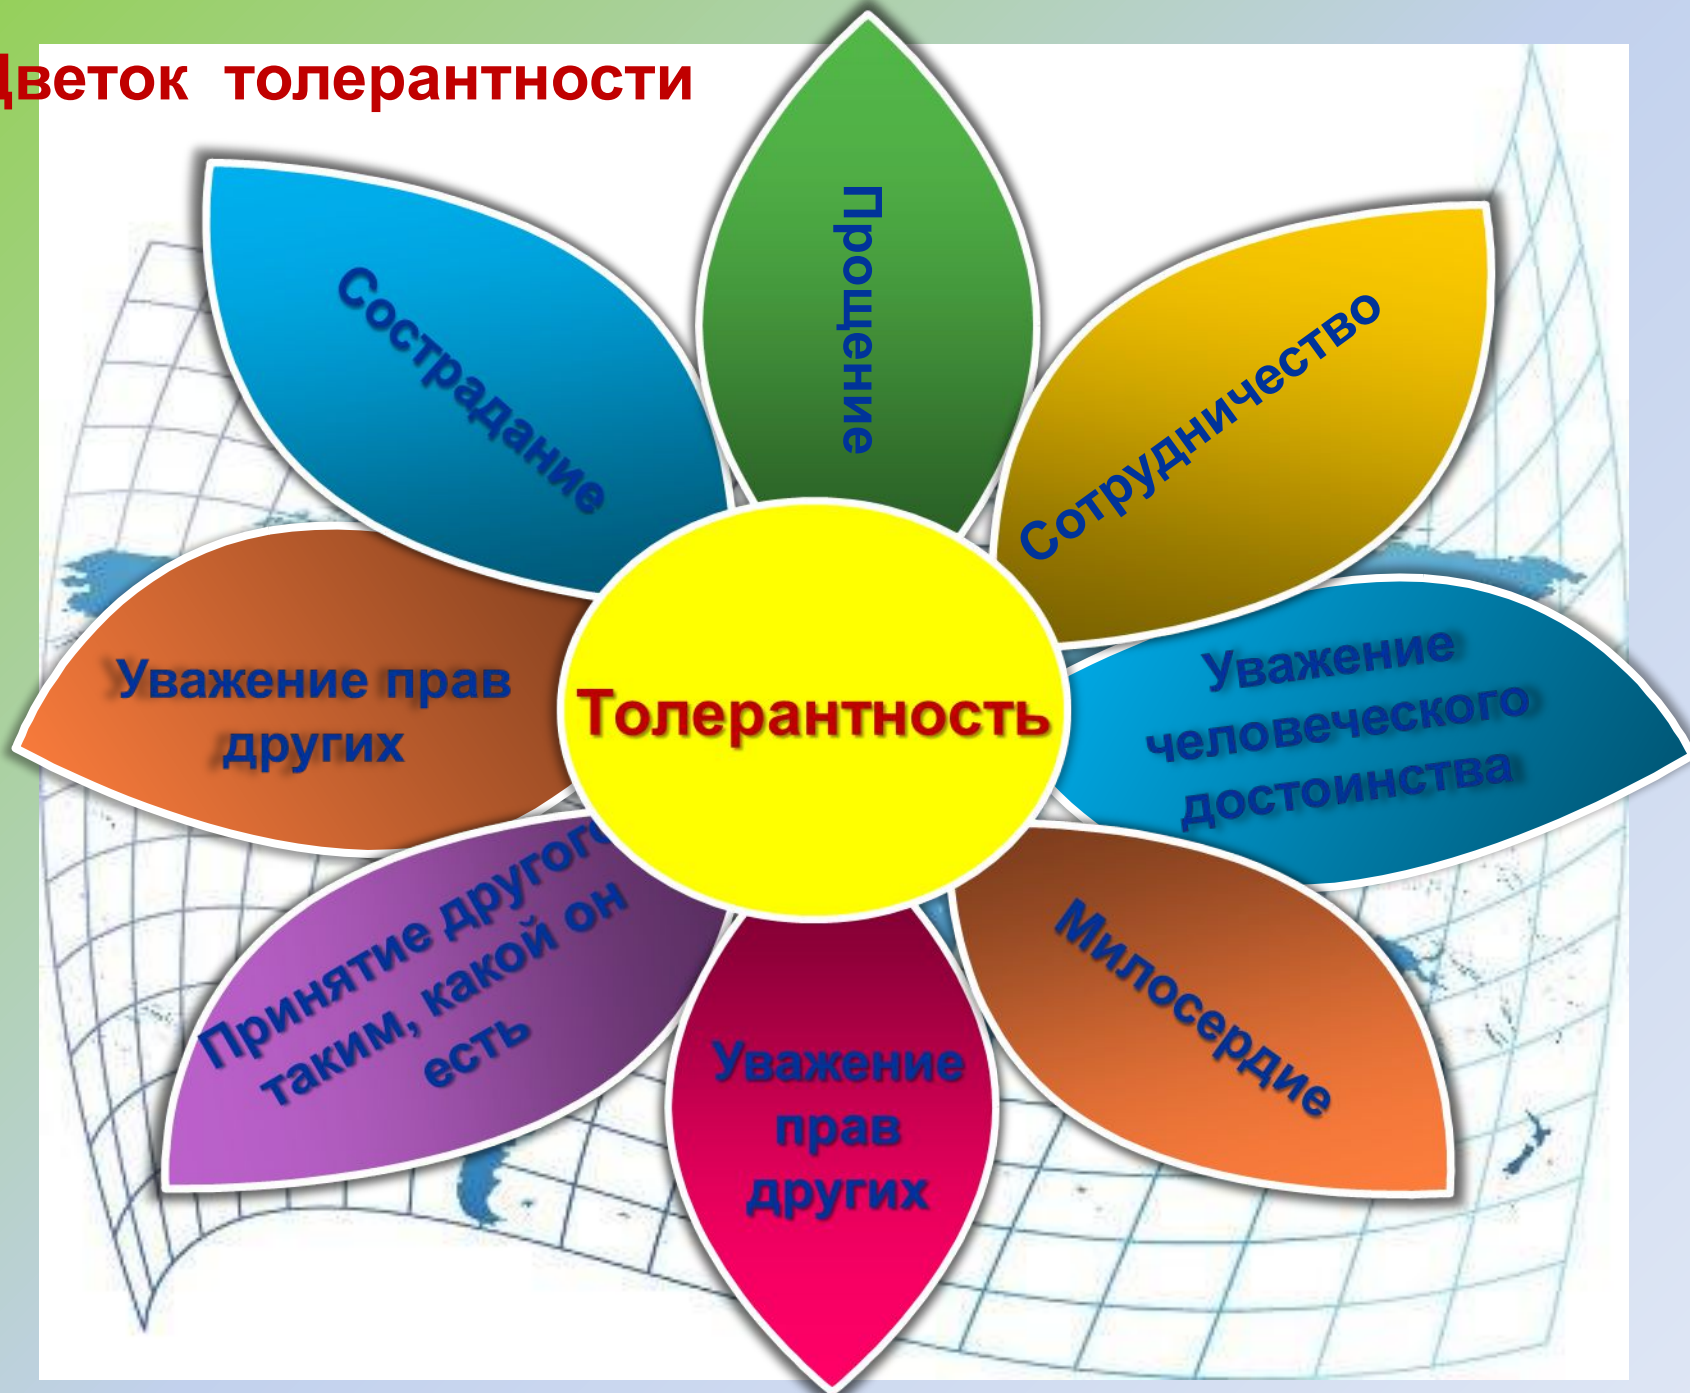 Цветок толерантности
Прощение
Сострадание
Сотрудничество
Уважение прав
других
Толерантность
Уважение
человеческого
достоинства
Принятие другого
таким, какой он
есть
Милосердие
Уважение
прав
других